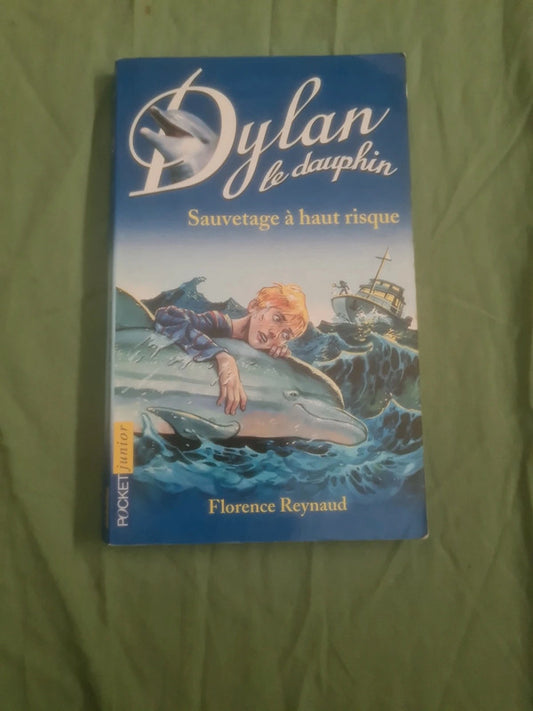 Dylan
le dauphin
Sauvetage à haut risque
POCKET junior
Florence Reynaud